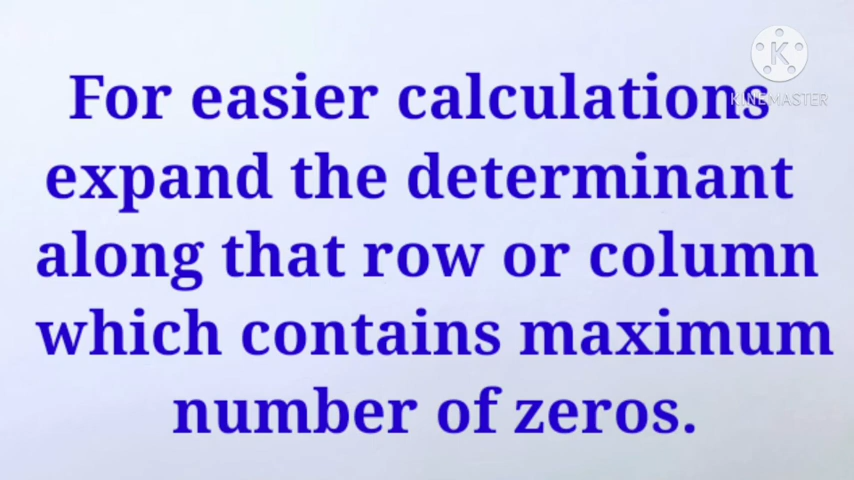 For easier calculations
KINEMASTER
expand the determinant
along that row or column
which contains maximum
number of zeros.